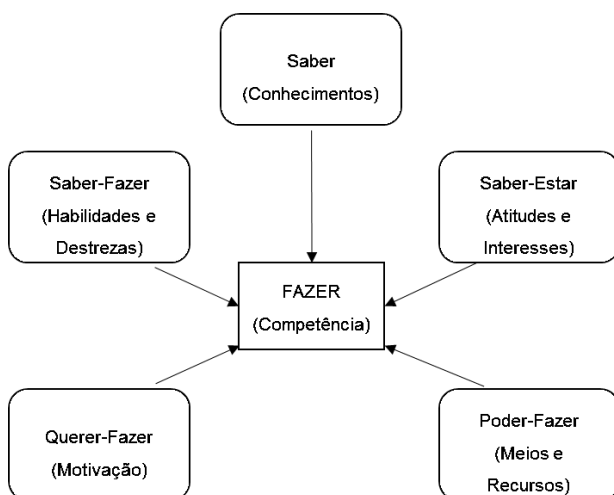 Saber
(Conhecimentos)
Saber-Fazer
(Habilidades e
Destrezas)
Saber-Estar
(Atitudes e
Interesses)
FAZER
(Competência)
Querer-Fazer
(Motivação)
Poder-Fazer
(Meios e
Recursos)